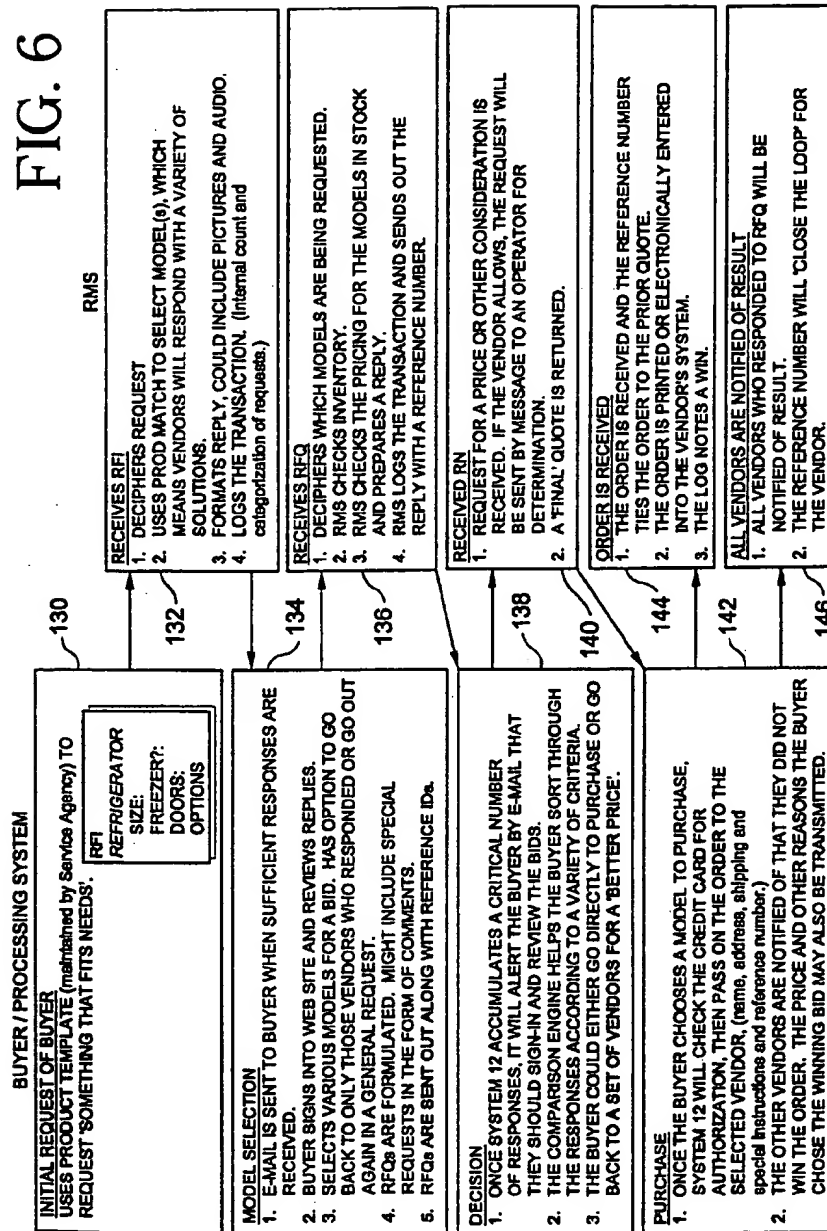 FIG. 6
BUYER / PROCESSING SYSTEM
RMS
INITIAL REQUEST OF BUYER
USES PRODUCT TEMPLATE (maintained by Service Agency) TO
REQUEST 'SOMETHING THAT FITS NEEDS'.
RFI
REFRIGERATOR
SIZE:
FREEZER?:
DOORS:
OPTIONS
130
RECEIVES RFI
1. DECIPHERS REQUEST
2. USES PROD MATCH TO SELECT MODEL(s), WHICH
MEANS VENDORS WILL RESPOND WITH A VARIETY OF
SOLUTIONS.
3. FORMATS REPLY, COULD INCLUDE PICTURES AND AUDIO.
4. LOGS THE TRANSACTION. (Internal count and
categorization of requests.)
132
MODEL SELECTION
1. E-MAIL IS SENT TO BUYER WHEN SUFFICIENT RESPONSES ARE
RECEIVED.
2. BUYER SIGNS INTO WEB SITE AND REVIEWS REPLIES.
3. SELECTS VARIOUS MODELS FOR A BID. HAS OPTION TO GO
BACK TO ONLY THOSE VENDORS WHO RESPONDED OR GO OUT
AGAIN IN A GENERAL REQUEST.
4. RFQs ARE FORMULATED. MIGHT INCLUDE SPECIAL
REQUESTS IN THE FORM OF COMMENTS.
5. RFQs ARE SENT OUT ALONG WITH REFERENCE IDs.
134
RECEIVES RFQ
1. DECIPHERS WHICH MODELS ARE BEING REQUESTED.
2. RMS CHECKS INVENTORY.
3. RMS CHECKS THE PRICING FOR THE MODELS IN STOCK
AND PREPARES A REPLY.
4. RMS LOGS THE TRANSACTION AND SENDS OUT THE
REPLY WITH A REFERENCE NUMBER.
136
DECISION
1. ONCE SYSTEM 12 ACCUMULATES A CRITICAL NUMBER
OF RESPONSES, IT WILL ALERT THE BUYER BY E-MAIL THAT
THEY SHOULD SIGN-IN AND REVIEW THE BIDS.
2. THE COMPARISON ENGINE HELPS THE BUYER SORT THROUGH
THE RESPONSES ACCORDING TO A VARIETY OF CRITERIA.
3. THE BUYER COULD EITHER GO DIRECTLY TO PURCHASE OR GO
BACK TO A SET OF VENDORS FOR A 'BETTER PRICE'.
138
RECEIVED RN
1. REQUEST FOR A PRICE OR OTHER CONSIDERATION IS
RECEIVED. IF THE VENDOR ALLOWS, THE REQUEST WILL
BE SENT BY MESSAGE TO AN OPERATOR FOR
DETERMINATION.
2. A 'FINAL' QUOTE IS RETURNED.
140
PURCHASE
1. ONCE THE BUYER CHOOSES A MODEL TO PURCHASE,
SYSTEM 12 WILL CHECK THE CREDIT CARD FOR
AUTHORIZATION, THEN PASS ON THE ORDER TO THE
SELECTED VENDOR, (name, address, shipping and
special instructions and reference number.)
2. THE OTHER VENDORS ARE NOTIFIED OF THAT THEY DID NOT
WIN THE ORDER. THE PRICE AND OTHER REASONS THE BUYER
CHOSE THE WINNING BID MAY ALSO BE TRANSMITTED.
142
ORDER IS RECEIVED
1. THE ORDER IS RECEIVED AND THE REFERENCE NUMBER
TIES THE ORDER TO THE PRIOR QUOTE.
2. THE ORDER IS PRINTED OR ELECTRONICALLY ENTERED
INTO THE VENDOR'S SYSTEM.
3. THE LOG NOTES A WIN.
144
ALL VENDORS ARE NOTIFIED OF RESULT
1. ALL VENDORS WHO RESPONDED TO RFQ WILL BE
NOTIFIED OF RESULT.
2. THE REFERENCE NUMBER WILL 'CLOSE THE LOOP' FOR
THE VENDOR.
146